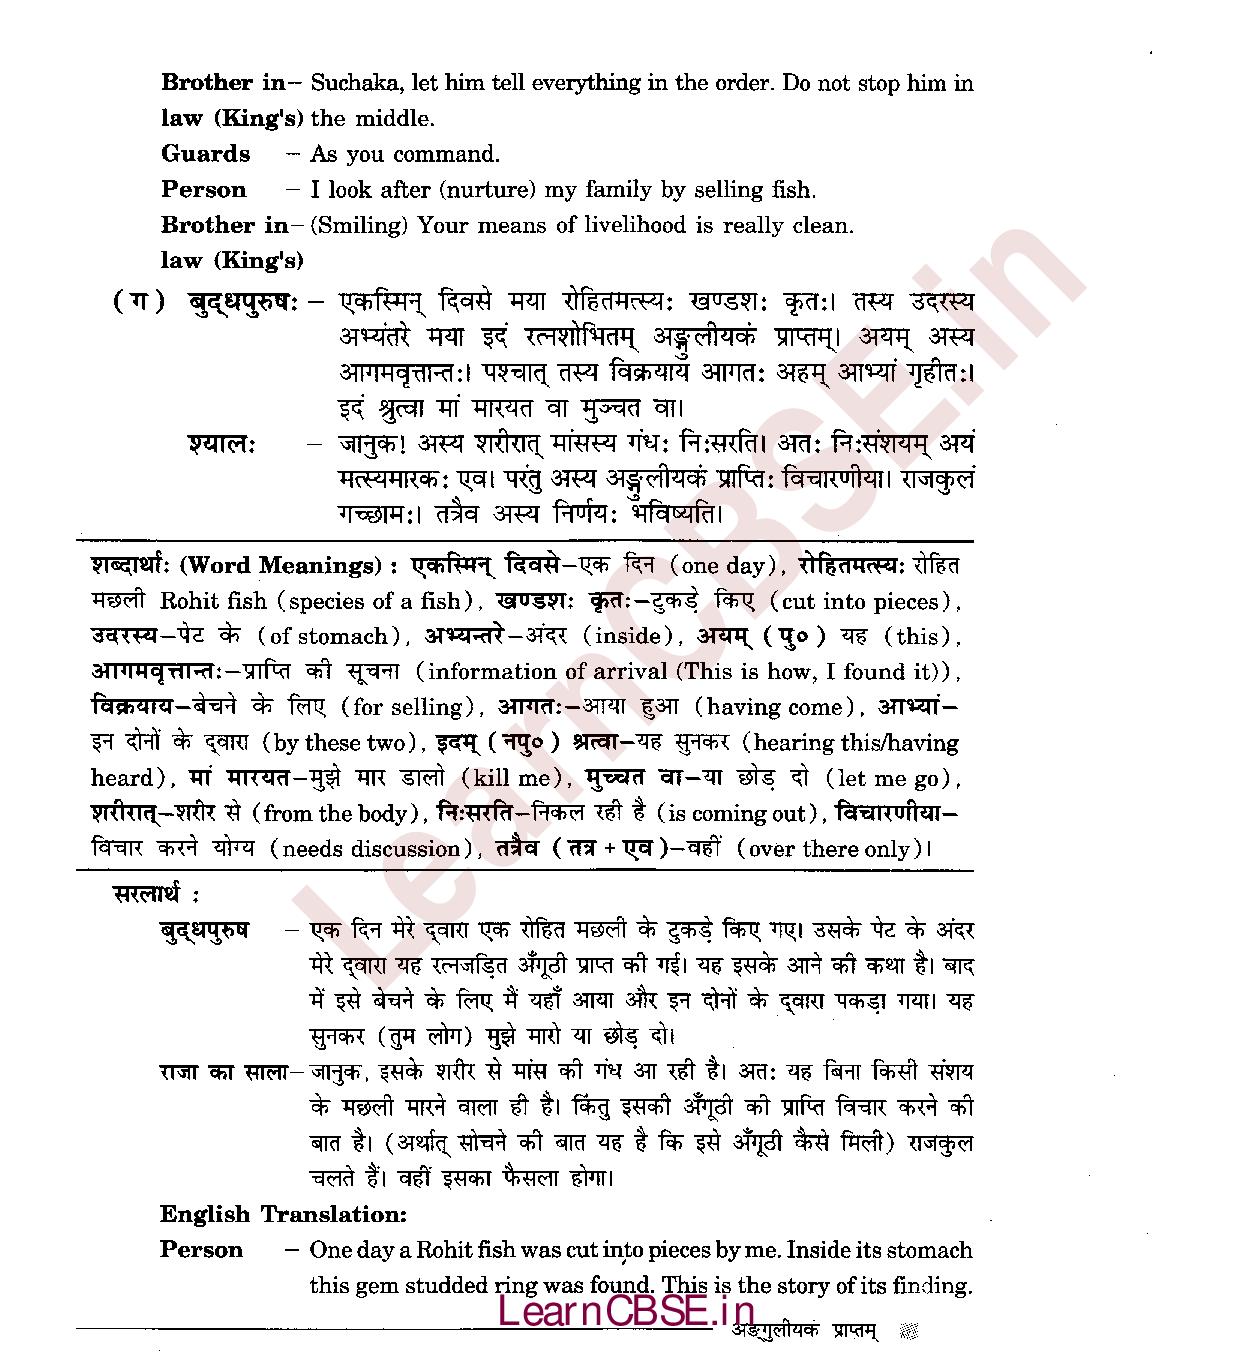 Brother in– Suchaka, let him tell everything in the order. Do not stop him in
law (King's) the middle.
Guards – As you command.
Person – I look after (nurture) my family by selling fish.
Brother in– (Smiling) Your means of livelihood is really clean.
law (King's)
(ग) बुद्धपुरुषः – एकस्मिन् दिवसे मया रोहितमत्स्यः खण्डशः कृतः। तस्य उदरस्य
अभ्यंतरे मया इदं रत्नशोभितम् अङ्गुलीयकं प्राप्तम्। अयम् अस्य
आगमवृत्तान्तः। पश्चात् तस्य विक्रयाय आगतः अहम् आभ्यां गृहीतः।
इदं श्रुत्वा मां मारयत वा मुञ्चत वा।
श्यालः – जानुक! अस्य शरीरात् मांसस्य गंधः निःसरति। अतः निःसंशयम् अयं
मत्स्यमारकः एव। परंतु अस्य अङ्गुलीयकं प्राप्तिः विचारणीया। राजकुलं
गच्छामः। तत्रैव अस्य निर्णयः भविष्यति।
शब्दार्थाः (Word Meanings) : एकस्मिन् दिवसे–एक दिन (one day), रोहितमत्स्यः रोहित
मछली Rohit fish (species of a fish), खण्डशः कृतः–टुकड़े किए (cut into pieces),
उदरस्य–पेट के (of stomach), अभ्यन्तरे–अंदर (inside), अयम् (पु०) यह (this),
आगमवृत्तान्तः–प्राप्ति की सूचना (information of arrival (This is how, I found it)),
विक्रयाय–बेचने के लिए (for selling), आगतः–आया हुआ (having come), आभ्यां–
इन दोनों के द्वारा (by these two), इदम् (नपु०) श्रत्वा–यह सुनकर (hearing this/having
heard), मां मारयत–मुझे मार डालो (kill me), मुच्चत वा–या छोड़ दो (let me go),
शरीरात्–शरीर से (from the body), निःसरति–निकल रही है (is coming out), विचारणीया–
विचार करने योग्य (needs discussion), तत्रैव (तत्र + एव)–वहीं (over there only)।
सरलार्थ :
बुद्धपुरुष – एक दिन मेरे द्वारा एक रोहित मछली के टुकड़े किए गए। उसके पेट के अंदर
मेरे द्वारा यह रत्नजड़ित अँगूठी प्राप्त की गई। यह इसके आने की कथा है। बाद
में इसे बेचने के लिए मैं यहाँ आया और इन दोनों के द्वारा पकड़ा गया। यह
सुनकर (तुम लोग) मुझे मारो या छोड़ दो।
राजा का साला– जानुक, इसके शरीर से मांस की गंध आ रही है। अतः यह बिना किसी संशय
के मछली मारने वाला ही है। किंतु इसकी अँगूठी की प्राप्ति विचार करने की
बात है। (अर्थात् सोचने की बात यह है कि इसे अँगूठी कैसे मिली) राजकुल
चलते हैं। वहीं इसका फैसला होगा।
English Translation:
Person – One day a Rohit fish was cut into pieces by me. Inside its stomach
this gem studded ring was found. This is the story of its finding.
LearnCBSE.in
अङ्गुलीयकं प्राप्तम्
LearnCBSE.in